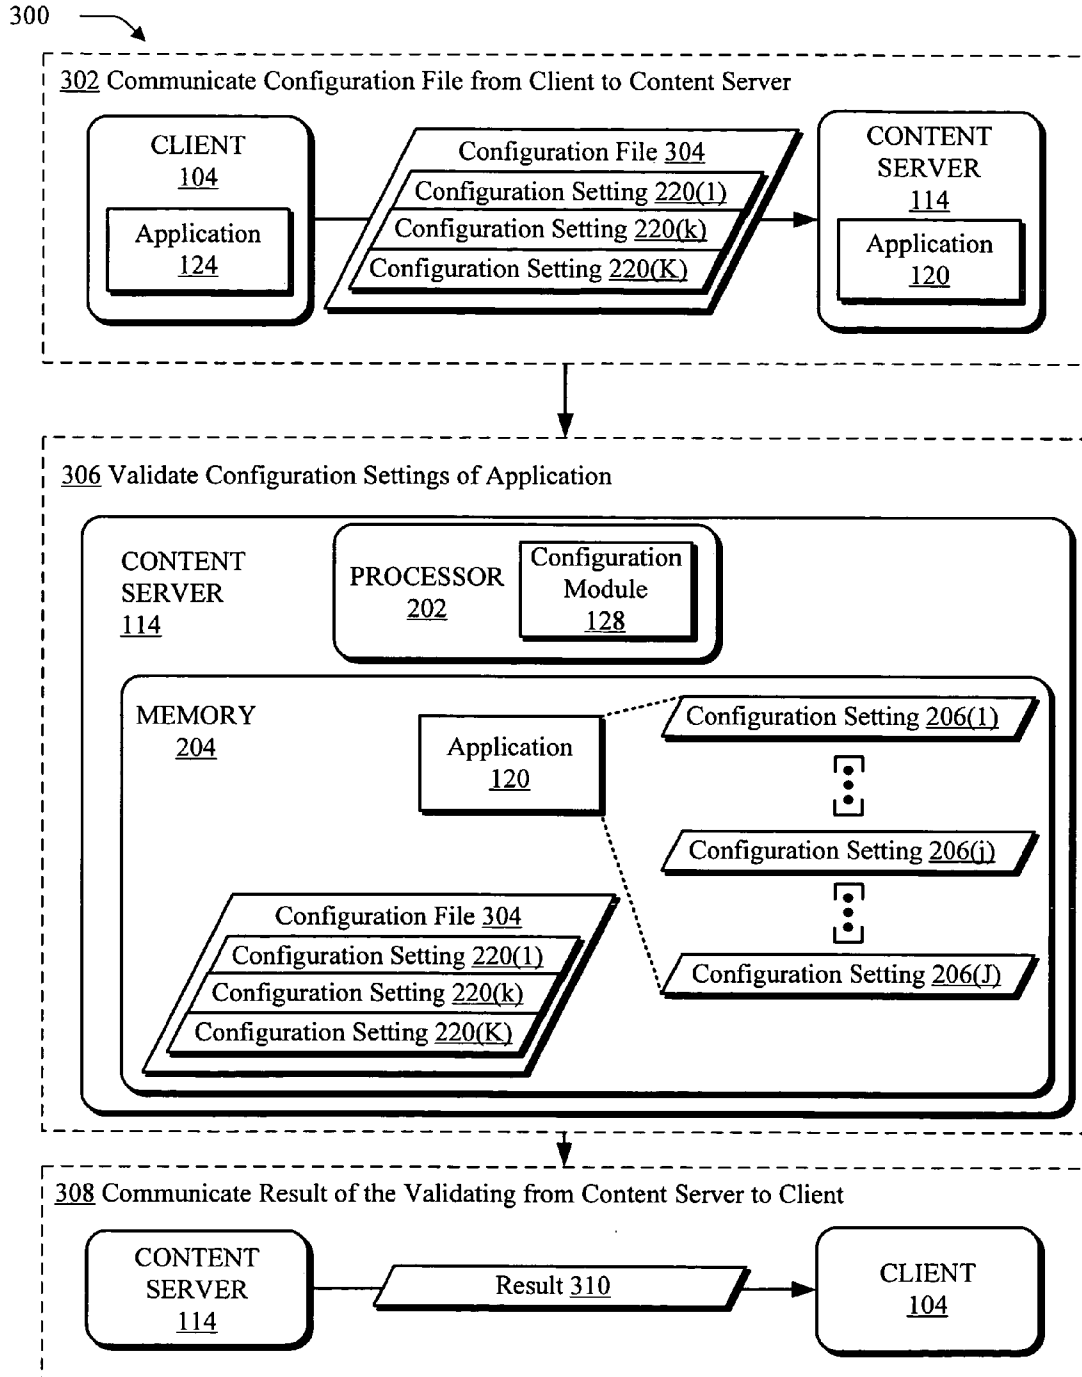 300
302 Communicate Configuration File from Client to Content Server
CLIENT
104
Application
124
Configuration File 304
Configuration Setting 220(1)
Configuration Setting 220(k)
Configuration Setting 220(K)
CONTENT
SERVER
114
Application
120
306 Validate Configuration Settings of Application
CONTENT
SERVER
114
PROCESSOR
202
Configuration
Module
128
MEMORY
204
Application
120
Configuration Setting 206(1)
Configuration Setting 206(j)
Configuration Setting 206(J)
Configuration File 304
Configuration Setting 220(1)
Configuration Setting 220(k)
Configuration Setting 220(K)
308 Communicate Result of the Validating from Content Server to Client
CONTENT
SERVER
114
Result 310
CLIENT
104